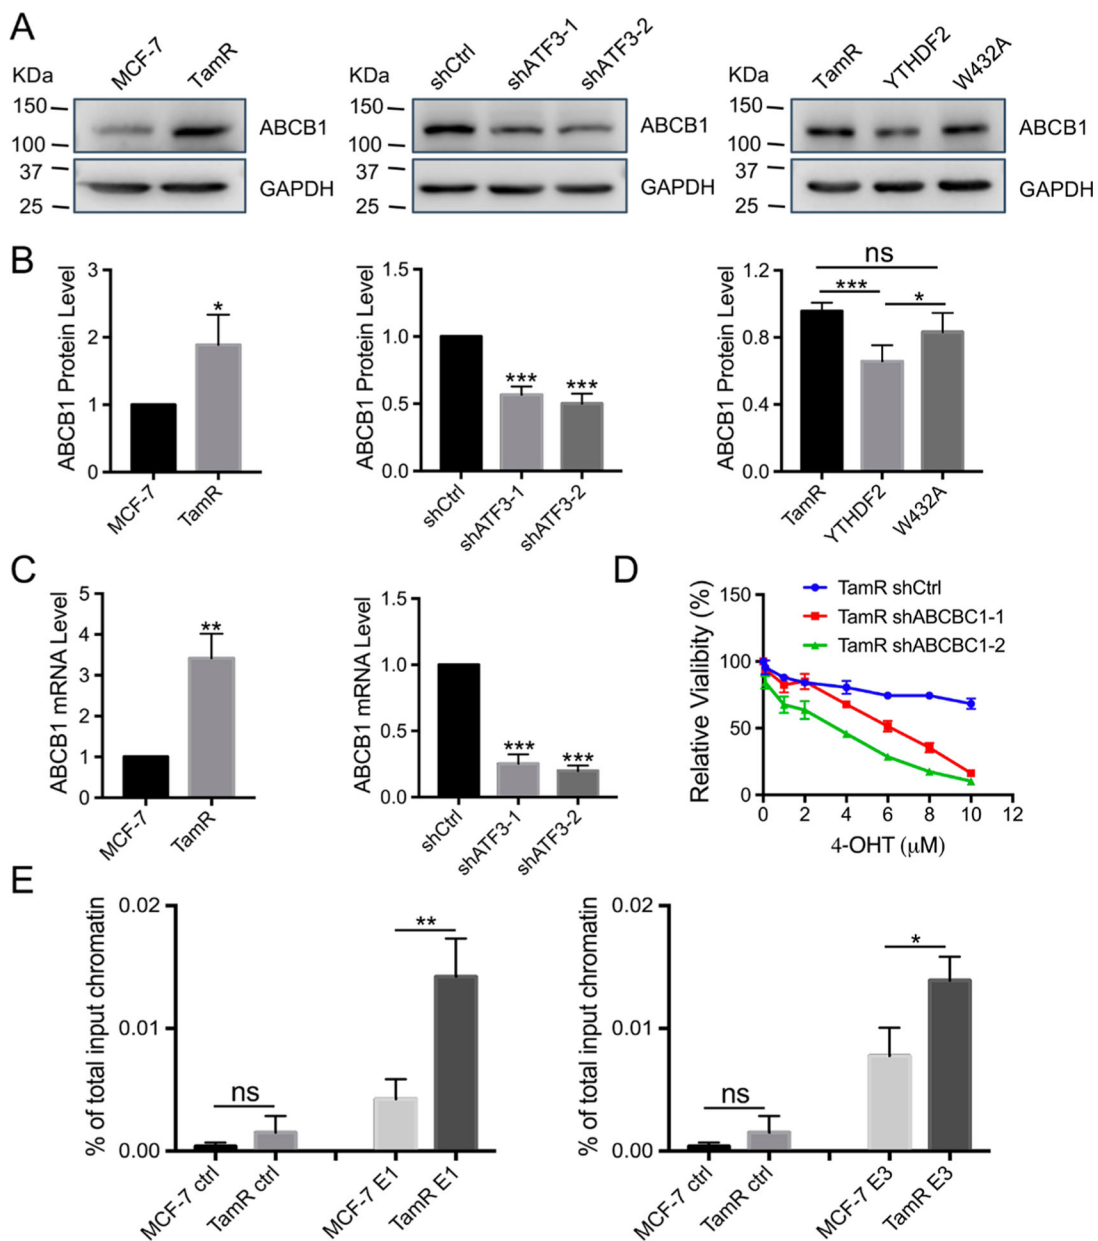 A
MCF-7
TamR
KDa
150
100
37
25
ABCB1
GAPDH
shCtrl
shATF3-1
shATF3-2
KDa
150
100
37
25
ABCB1
GAPDH
TamR
YTHDF2
W432A
KDa
150
100
37
25
ABCB1
GAPDH
B
ABCB1 Protein Level
3
2
1
0
*
MCF-7
TamR
ABCB1 Protein Level
1.5
1.0
0.5
0.0
***
***
shCtrl
shATF3-1
shATF3-2
ABCB1 Protein Level
1.2
0.8
0.4
0.0
ns
***
*
TamR
YTHDF2
W432A
C
ABCB1 mRNA Level
5
4
3
2
1
0
**
MCF-7
TamR
ABCB1 mRNA Level
1.5
1.0
0.5
0.0
***
***
shCtrl
shATF3-1
shATF3-2
D
Relative Vialibity (%)
150
100
50
0
TamR shCtrl
TamR shABCBC1-1
TamR shABCBC1-2
0 2 4 6 8 10 12
4-OHT (μM)
E
% of total input chromatin
0.02
0.01
0.00
ns
**
MCF-7 ctrl
TamR ctrl
MCF-7 E1
TamR E1
% of total input chromatin
0.02
0.01
0.00
ns
*
MCF-7 ctrl
TamR ctrl
MCF-7 E3
TamR E3